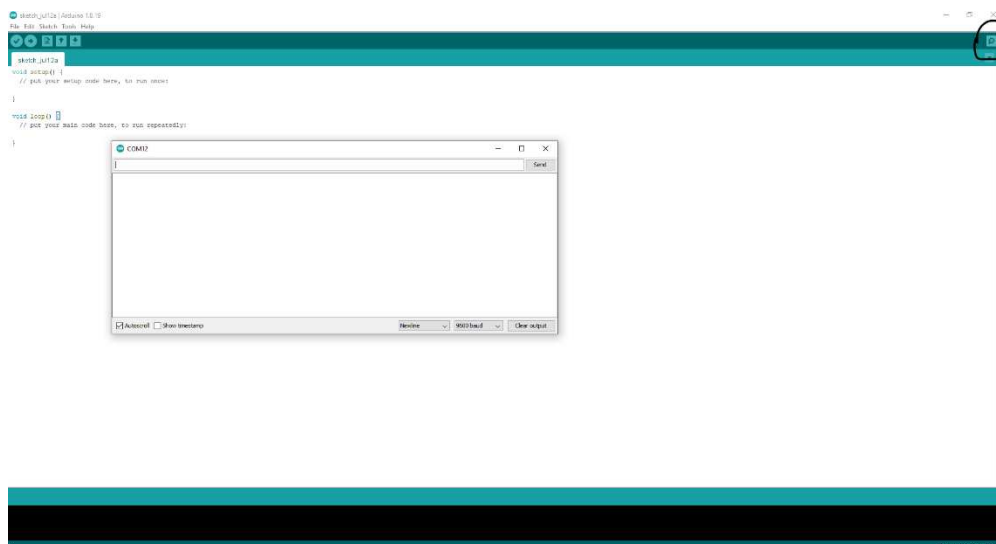 sketch_jul12a | Arduino 1.8.19
File Edit Sketch Tools Help
sketch_jul12a
void setup() {
// put your setup code here, to run once:
}
void loop() {
// put your main code here, to run repeatedly:
}
COM12
Send
Autoscroll
Show timestamp
Newline
9600 baud
Clear output